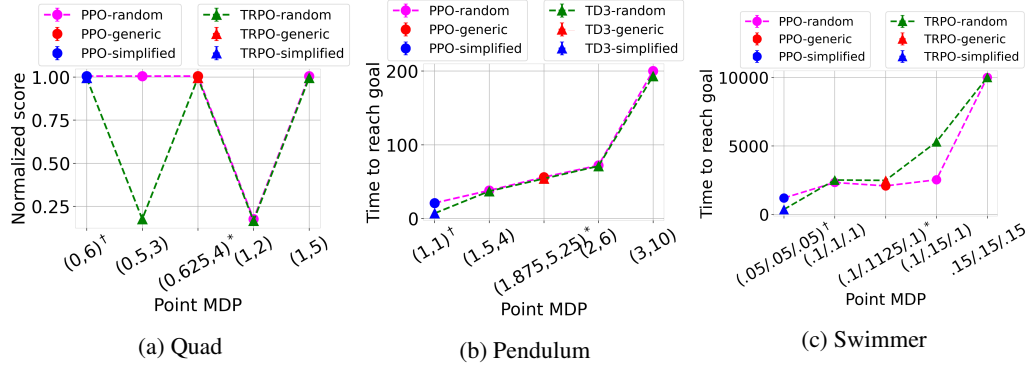 PPO-random
PPO-generic
PPO-simplified
TRPO-random
TRPO-generic
TRPO-simplified
Normalized score
1.00
0.75
0.50
0.25
(0,6)†
(0.5,3)
(0.625,4)*
(1,2)
(1,5)
Point MDP
(a) Quad
PPO-random
PPO-generic
PPO-simplified
TD3-random
TD3-generic
TD3-simplified
Time to reach goal
200
100
0
(1,1)†
(1.5,4)
(1.875,5.25)*
(2,6)
(3,10)
Point MDP
(b) Pendulum
PPO-random
PPO-generic
PPO-simplified
TRPO-random
TRPO-generic
TRPO-simplified
Time to reach goal
10000
5000
0
(.05/.05/.05)†
(.1/.1/.1)
(.1/.1125/.1)*
(.1/.15/.1)
.15/.15/.15
Point MDP
(c) Swimmer